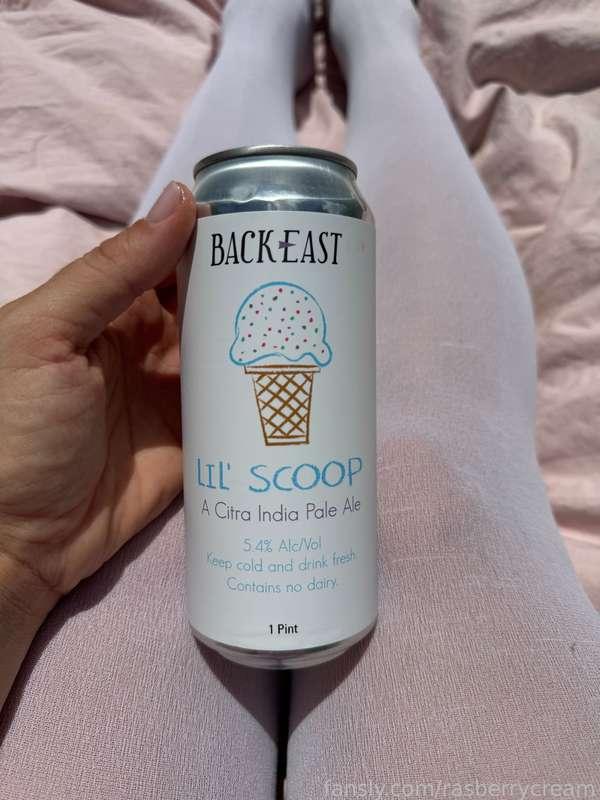 BACK EAST
LIL' SCOOP
A Citra India Pale Ale
5.4% Alc/Vol
Keep cold and drink fresh.
Contains no dairy.
1 Pint
fansly.com/rasberrycream